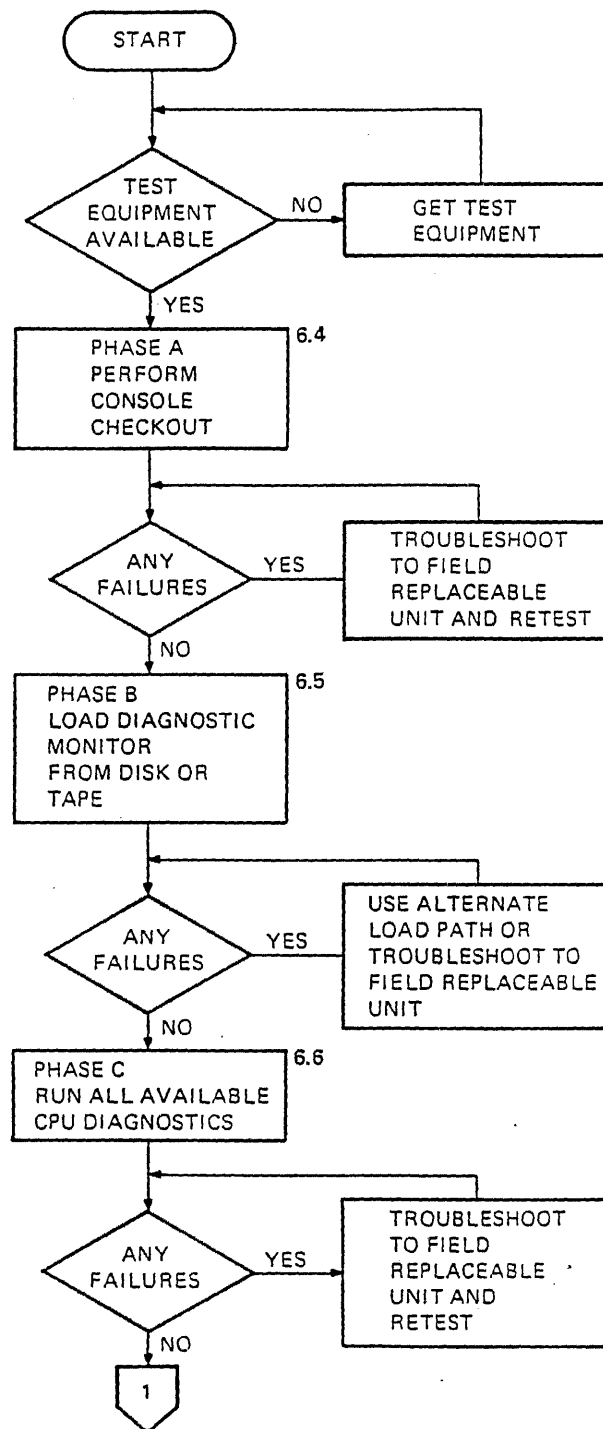 START
TEST
EQUIPMENT
AVAILABLE
NO
GET TEST
EQUIPMENT
YES
6.4
PHASE A
PERFORM
CONSOLE
CHECKOUT
ANY
FAILURES
YES
TROUBLESHOOT
TO FIELD
REPLACEABLE
UNIT AND RETEST
NO
6.5
PHASE B
LOAD DIAGNOSTIC
MONITOR
FROM DISK OR
TAPE
ANY
FAILURES
YES
USE ALTERNATE
LOAD PATH OR
TROUBLESHOOT TO
FIELD REPLACEABLE
UNIT
NO
6.6
PHASE C
RUN ALL AVAILABLE
CPU DIAGNOSTICS
ANY
FAILURES
YES
TROUBLESHOOT
TO FIELD
REPLACEABLE
UNIT AND
RETEST
NO
1